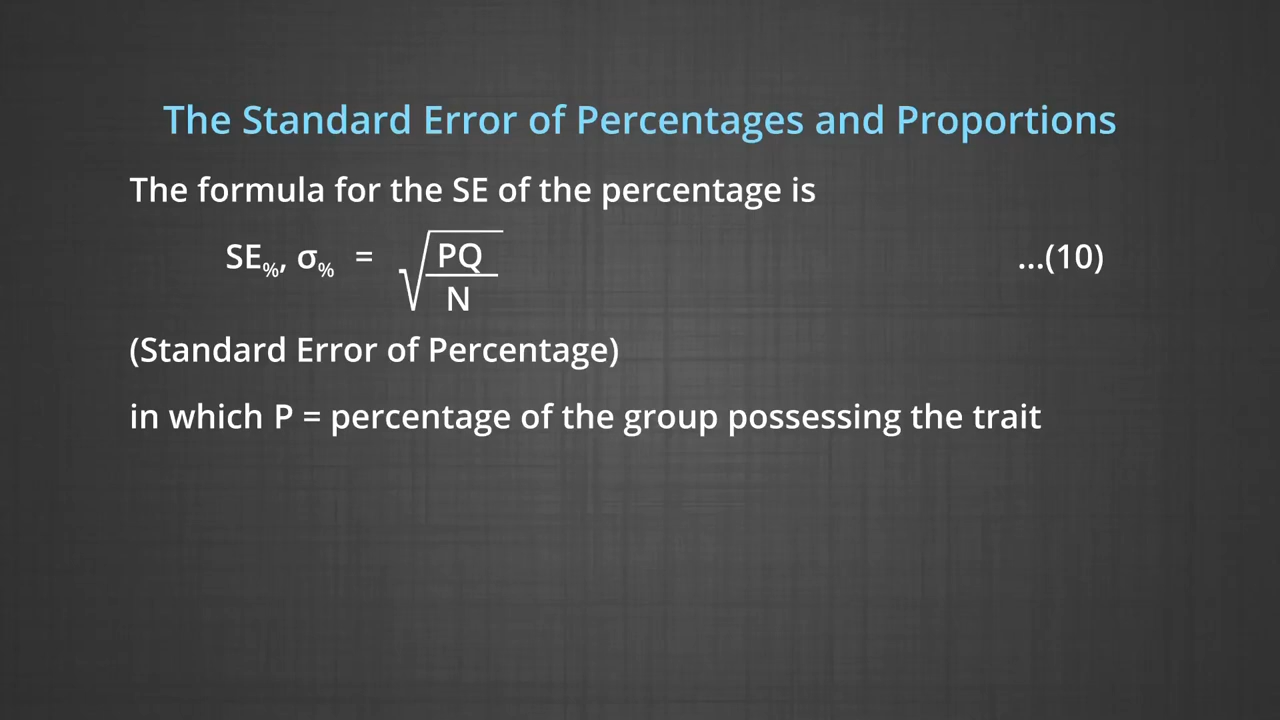 The Standard Error of Percentages and Proportions
The formula for the SE of the percentage is
SE%, σ% = √PQ/N ...(10)
(Standard Error of Percentage)
in which P = percentage of the group possessing the trait